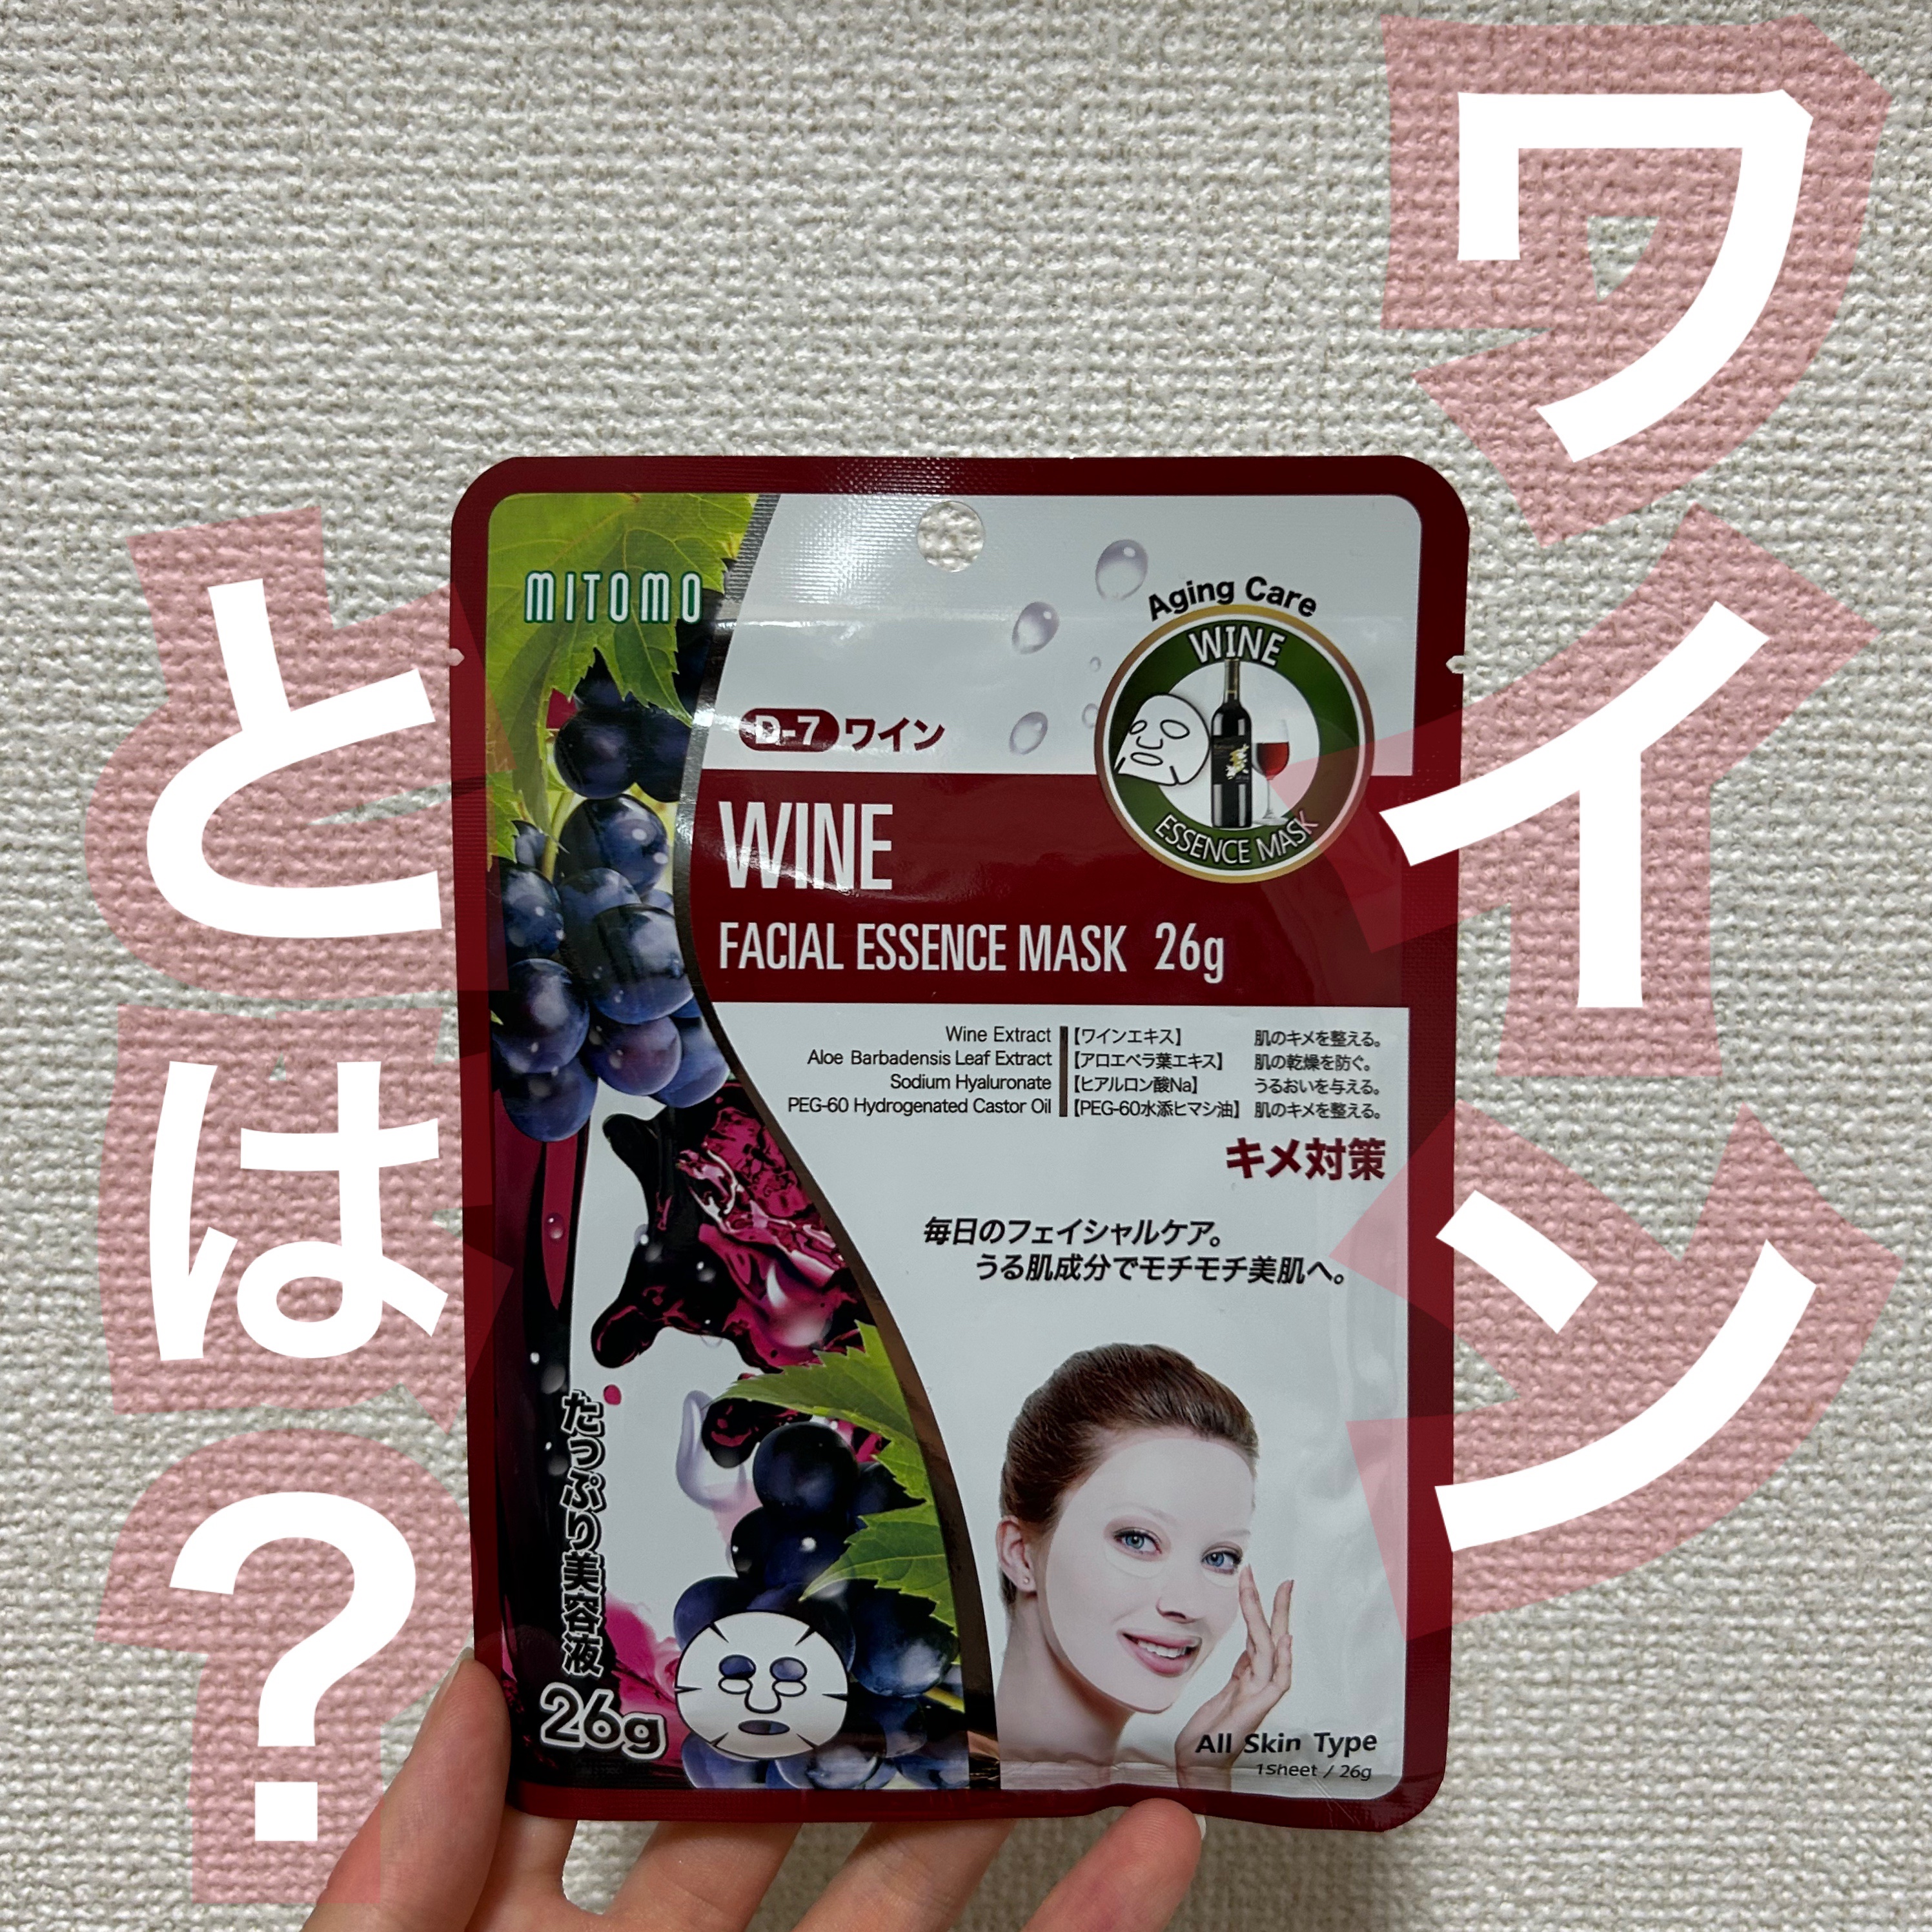 ワイン
とは?
MITOMO
Aging Care
WINE
ESSENCE MASK
D-7 ワイン
WINE
FACIAL ESSENCE MASK 26g
Wine Extract 【ワインエキス】 肌のキメを整える。
Aloe Barbadensis Leaf Extract 【アロエベラ葉エキス】 肌の乾燥を防ぐ。
Sodium Hyaluronate 【ヒアルロン酸Na】 うるおいを与える。
PEG-60 Hydrogenated Castor Oil 【PEG-60水添ヒマシ油】 肌のキメを整える。
キメ対策
毎日のフェイシャルケア。
うる肌成分でモチモチ美肌へ。
たっぷり美容液
26g
All Skin Type
1Sheet / 26g